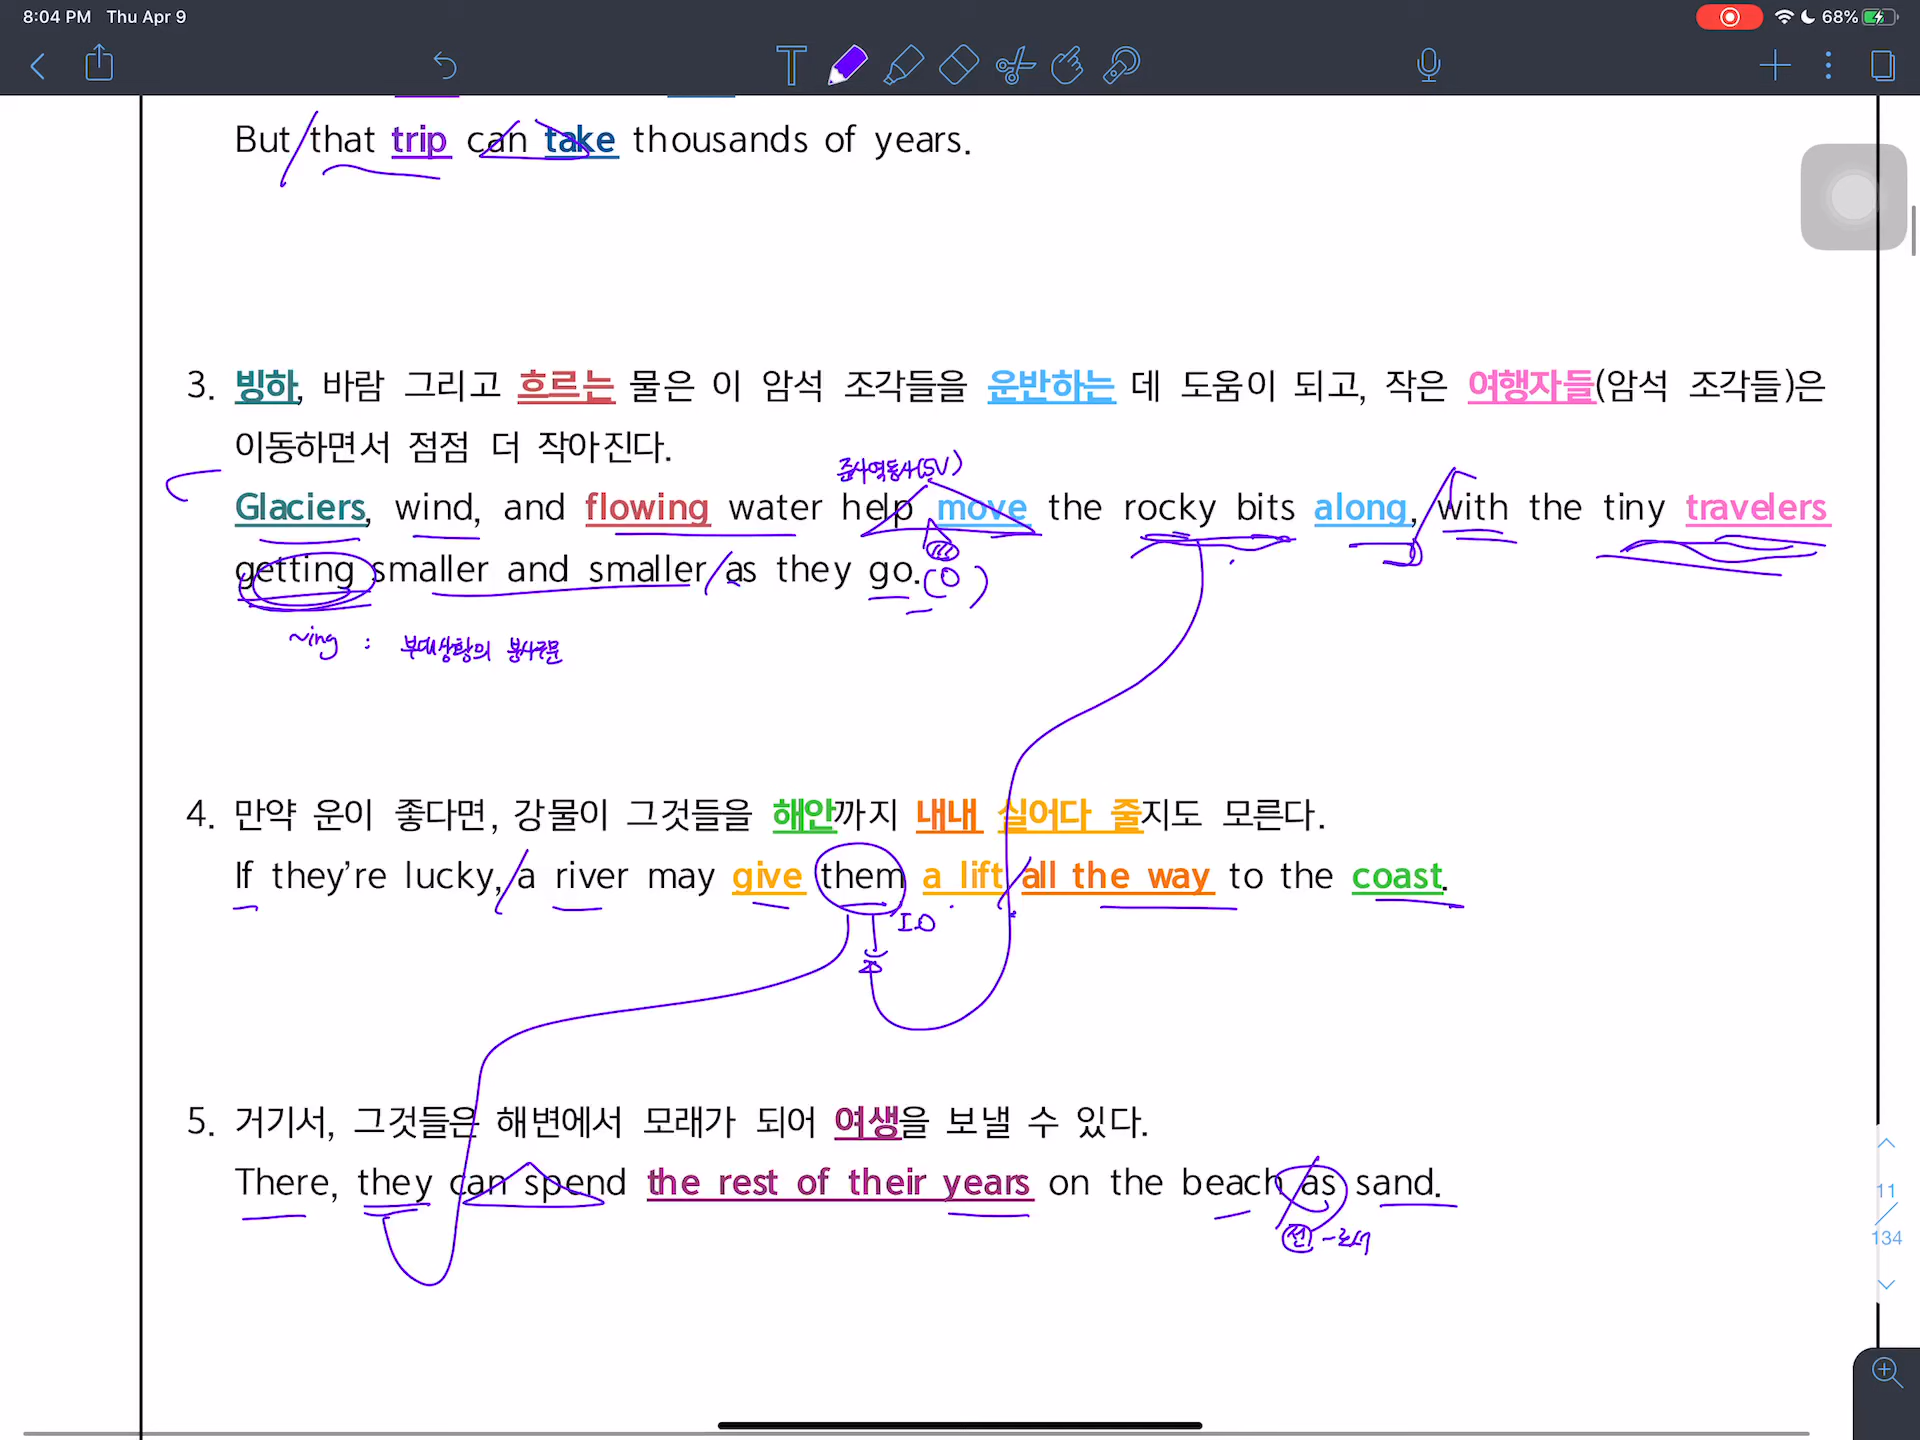 8:04 PM Thu Apr 9
68%
But that trip can take thousands of years.
3. 빙하, 바람 그리고 흐르는 물은 이 암석 조각들을 운반하는 데 도움이 되고, 작은 여행자들(암석 조각들)은
이동하면서 점점 더 작아진다.
준사역동사(5V)
Glaciers, wind, and flowing water help move the rocky bits along, with the tiny travelers
getting smaller and smaller as they go. (O)
~ing : 부대상황의 분사구문
4. 만약 운이 좋다면, 강물이 그것들을 해안까지 내내 실어다 줄지도 모른다.
If they're lucky, a river may give them a lift all the way to the coast.
I.O
5. 거기서, 그것들은 해변에서 모래가 되어 여생을 보낼 수 있다.
There, they can spend the rest of their years on the beach as sand.
전 -로서
11
134